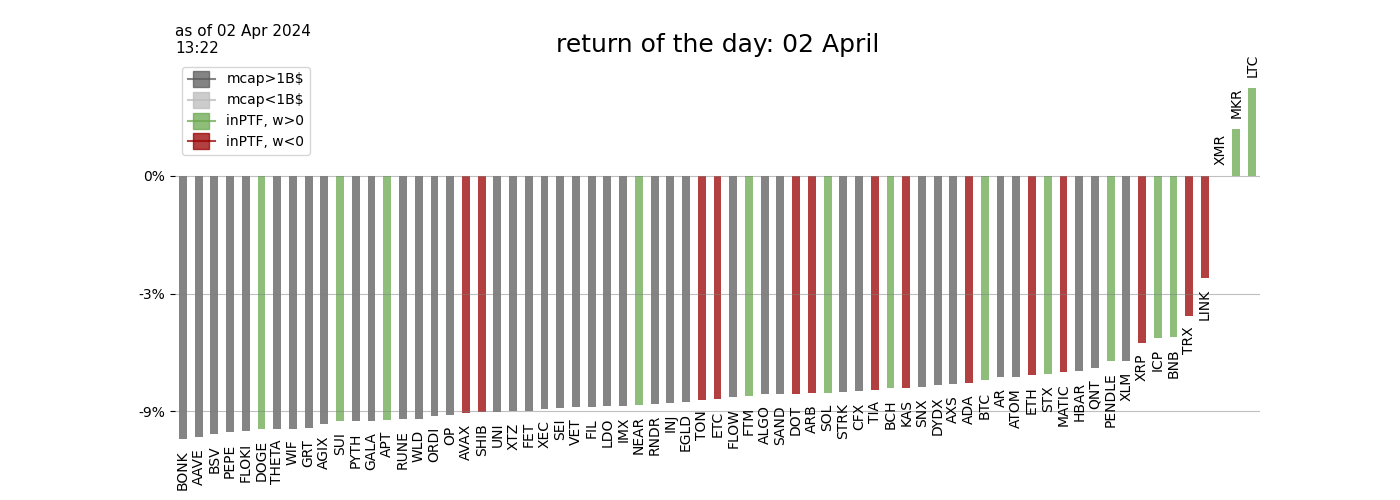 as of 02 Apr 2024
13:22
return of the day: 02 April
mcap>1B$
mcap<1B$
inPTF, w>0
inPTF, w<0
0%
-3%
-9%
BONK
AAVE
BSV
PEPE
FLOKI
DOGE
THETA
WIF
GRT
AGIX
SUI
PYTH
GALA
APT
RUNE
WLD
ORDI
OP
AVAX
SHIB
UNI
XTZ
FET
XEC
SEI
VET
FIL
LDO
IMX
NEAR
RNDR
INJ
EGLD
TON
ETC
FLOW
FTM
ALGO
SAND
DOT
ARB
SOL
STRK
CFX
TIA
BCH
KAS
SNX
DYDX
AXS
ADA
BTC
AR
ATOM
ETH
STX
MATIC
HBAR
QNT
PENDLE
XLM
XRP
ICP
BNB
TRX
LINK
XMR
MKR
LTC